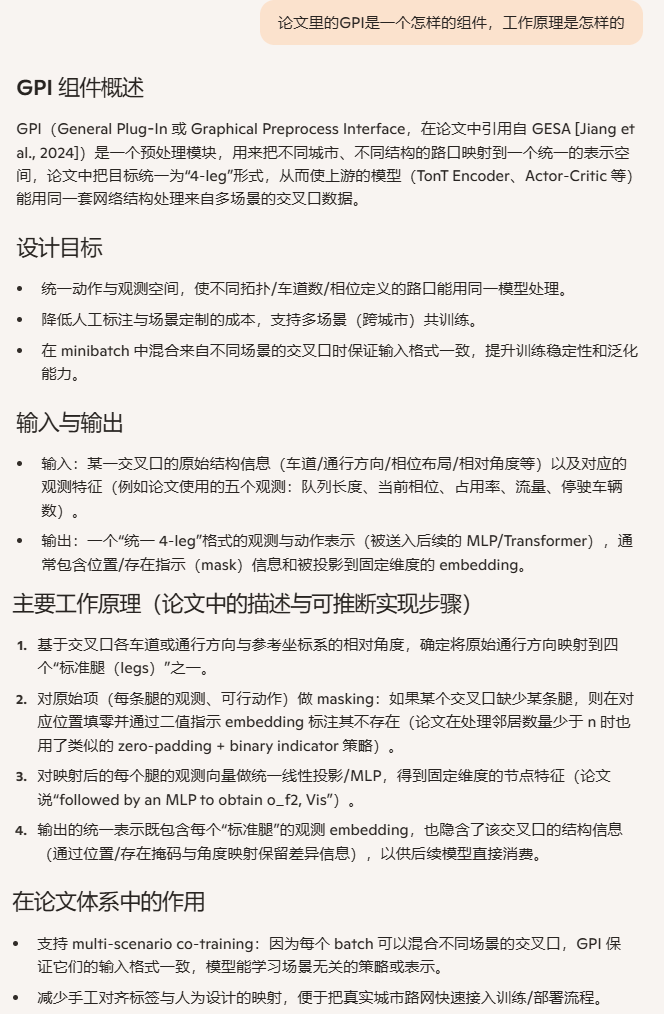 论文里的GPI是一个怎样的组件，工作原理是怎样的
GPI 组件概述
GPI（General Plug-In 或 Graphical Preprocess Interface，在论文中引用自 GESA [Jiang et
al., 2024]）是一个预处理模块，用来把不同城市、不同结构的路口映射到一个统一的表示空
间，论文中把目标统一为“4-leg”形式，从而使上游的模型（TonT Encoder、Actor-Critic 等）
能用同一套网络结构处理来自多场景的交叉口数据。
设计目标
• 统一动作与观测空间，使不同拓扑/车道数/相位定义的路口能用同一模型处理。
• 降低人工标注与场景定制的成本，支持多场景（跨城市）共训练。
• 在 minibatch 中混合来自不同场景的交叉口时保证输入格式一致，提升训练稳定性和泛化
能力。
输入与输出
• 输入：某一交叉口的原始结构信息（车道/通行方向/相位布局/相对角度等）以及对应的
观测特征（例如论文使用的五个观测：队列长度、当前相位、占用率、流量、停驶车辆
数）。
• 输出：一个“统一 4-leg”格式的观测与动作表示（被送入后续的 MLP/Transformer），通
常包含位置/存在指示（mask）信息和被投影到固定维度的 embedding。
主要工作原理（论文中的描述与可推断实现步骤）
1. 基于交叉口各车道或通行方向与参考坐标系的相对角度，确定将原始通行方向映射到四
个“标准腿（legs）”之一。
2. 对原始项（每条腿的观测、可行动作）做 masking：如果某个交叉口缺少某条腿，则在对
应位置填零并通过二值指示 embedding 标注其不存在（论文在处理邻居数量少于 n 时也
用了类似的 zero-padding + binary indicator 策略）。
3. 对映射后的每个腿的观测向量做统一线性投影/MLP，得到固定维度的节点特征（论文
说“followed by an MLP to obtain o_f2, Vis”）。
4. 输出的统一表示既包含每个“标准腿”的观测 embedding，也隐含了该交叉口的结构信息
（通过位置/存在掩码与角度映射保留差异信息），以供后续模型直接消费。
在论文体系中的作用
• 支持 multi-scenario co-training：因为每个 batch 可以混合不同场景的交叉口，GPI 保
证它们的输入格式一致，模型能学习场景无关的策略或表示。
• 减少手工对齐标签与人为设计的映射，便于把真实城市路网快速接入训练/部署流程。